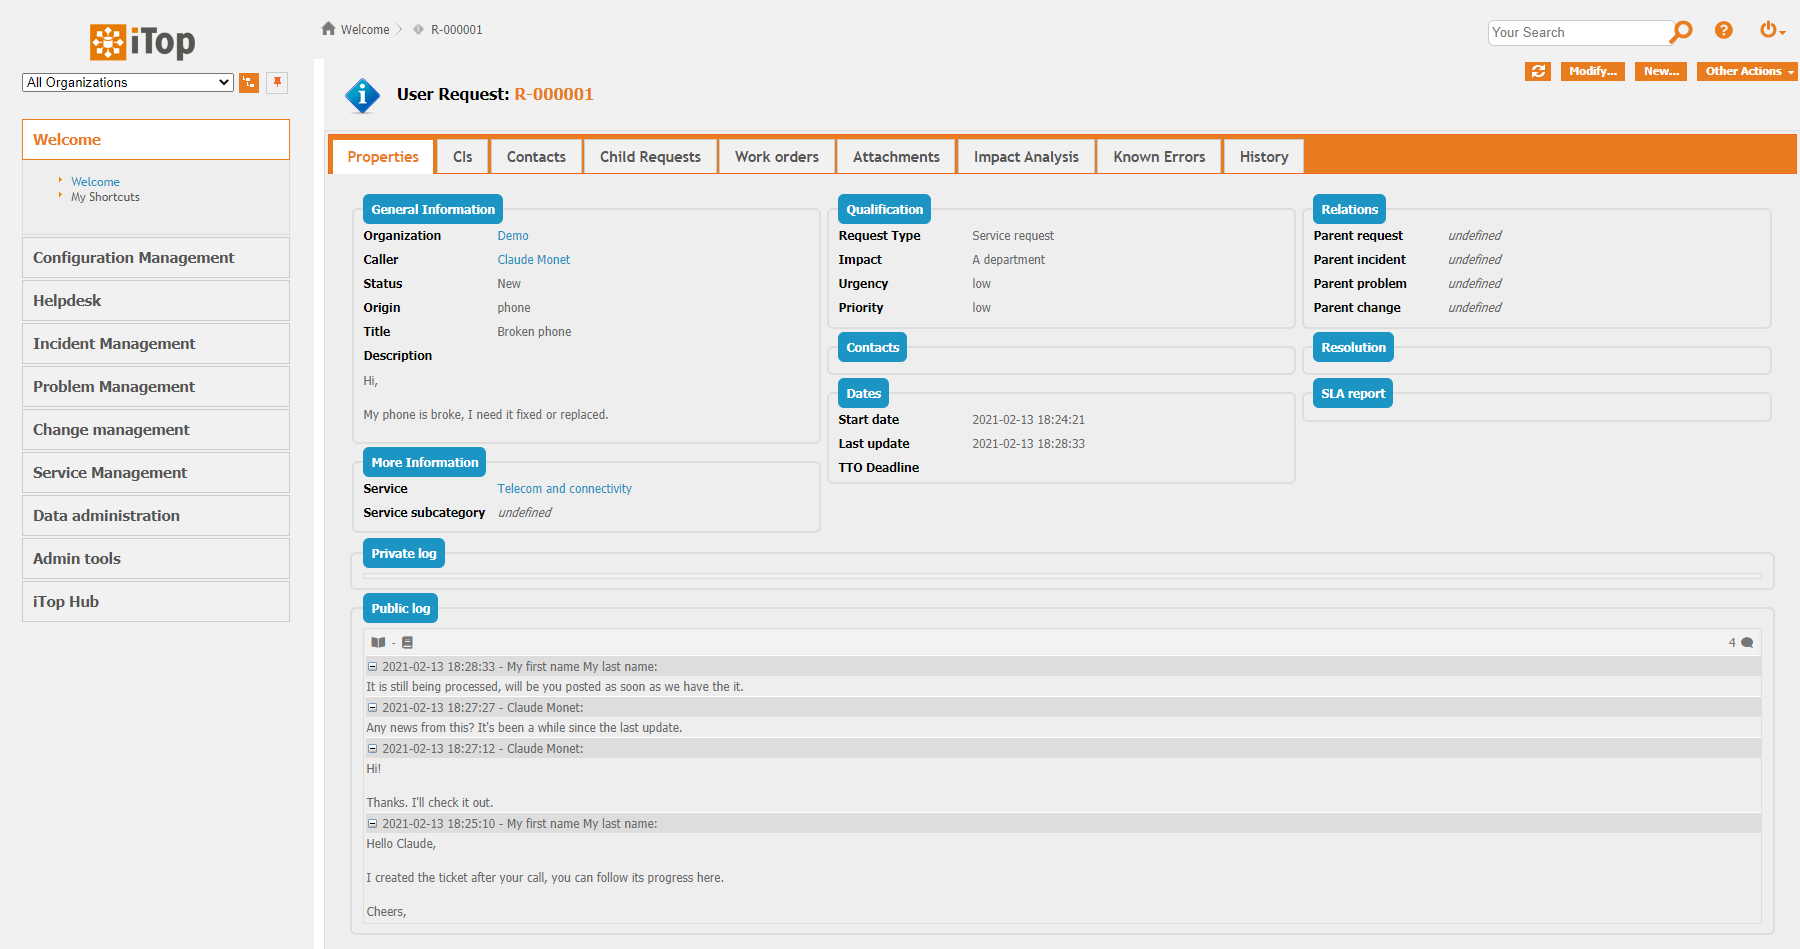 iTop
All Organizations
Welcome
Welcome
My Shortcuts
Configuration Management
Helpdesk
Incident Management
Problem Management
Change management
Service Management
Data administration
Admin tools
iTop Hub
Welcome
R-000001
Your Search
Modify...
New...
Other Actions
User Request: R-000001
Properties
CIs
Contacts
Child Requests
Work orders
Attachments
Impact Analysis
Known Errors
History
General Information
Organization Demo
Caller Claude Monet
Status New
Origin phone
Title Broken phone
Description
Hi,
My phone is broke, I need it fixed or replaced.
More Information
Service Telecom and connectivity
Service subcategory undefined
Qualification
Request Type Service request
Impact A department
Urgency low
Priority low
Contacts
Dates
Start date 2021-02-13 18:24:21
Last update 2021-02-13 18:28:33
TTO Deadline
Relations
Parent request undefined
Parent incident undefined
Parent problem undefined
Parent change undefined
Resolution
SLA report
Private log
Public log
- 4
2021-02-13 18:28:33 - My first name My last name:
It is still being processed, will be you posted as soon as we have the it.
2021-02-13 18:27:27 - Claude Monet:
Any news from this? It's been a while since the last update.
2021-02-13 18:27:12 - Claude Monet:
Hi!
Thanks. I'll check it out.
2021-02-13 18:25:10 - My first name My last name:
Hello Claude,
I created the ticket after your call, you can follow its progress here.
Cheers,